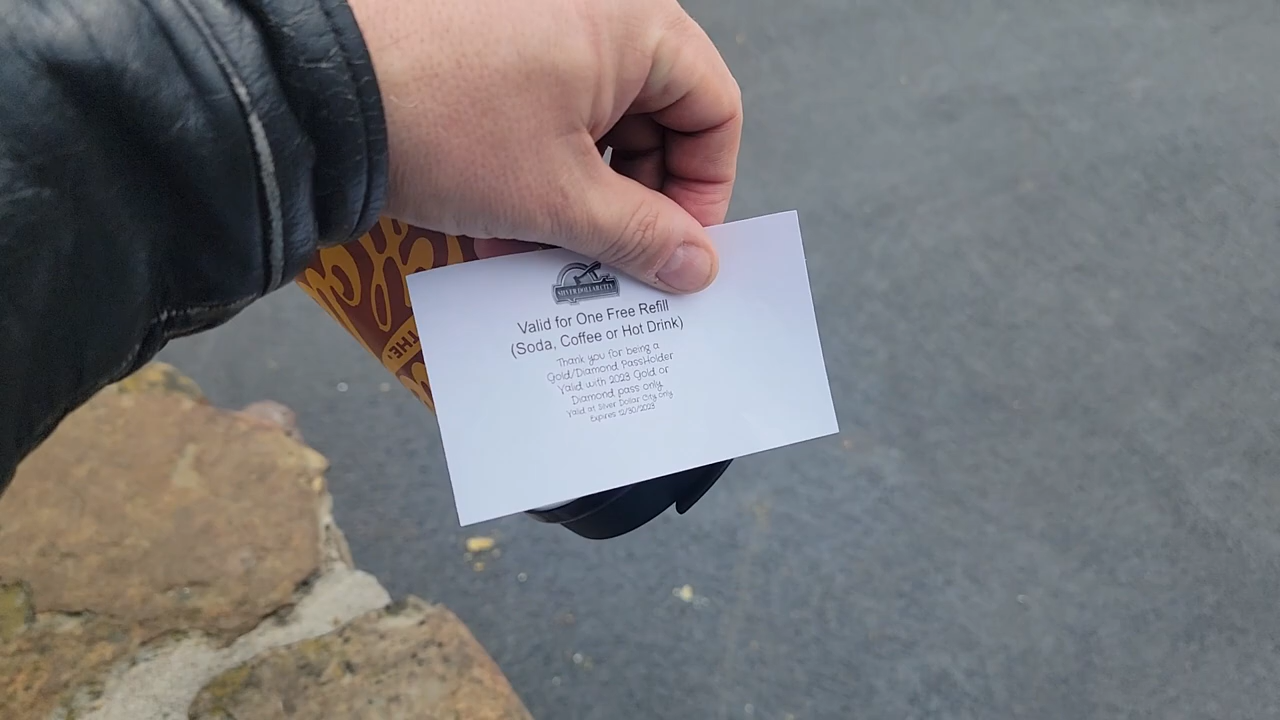 SILVER DOLLAR CITY
Valid for One Free Refill
(Soda, Coffee or Hot Drink)
Thank you for being a
Gold/Diamond PassHolder
Valid with 2023 Gold or
Diamond pass only.
Valid at Silver Dollar City only
Expires 12/30/2023
THE